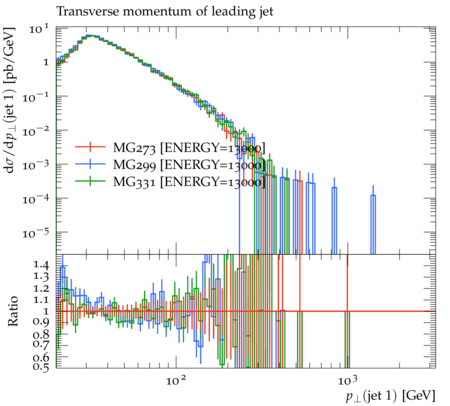 Transverse momentum of leading jet
dσ/dp⊥(jet 1) [pb/GeV]
10^1
1
10^−1
10^−2
10^−3
10^−4
10^−5
MG273 [ENERGY=13000]
MG299 [ENERGY=13000]
MG331 [ENERGY=13000]
Ratio
1.4
1.3
1.2
1.1
1
0.9
0.8
0.7
0.6
0.5
10^2
10^3
p⊥(jet 1) [GeV]